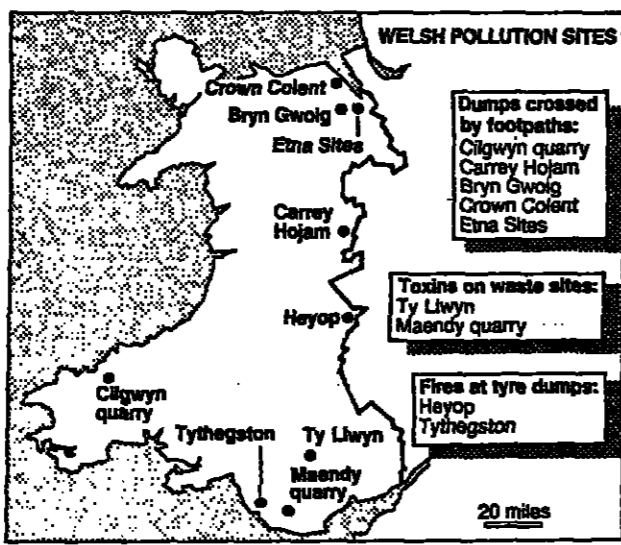 WELSH POLLUTION SITES
Crown Colent
Bryn Gwoig
Etna Sites
Carrey
Hojam
Heyop
Cilgwyn
quarry
Tythegston
Ty Llwyn
Maendy
quarry
Dumps crossed
by footpaths:
Cilgwyn quarry
Carrey Hojam
Bryn Gwoig
Crown Colent
Etna Sites
Toxins on waste sites:
Ty Llwyn
Maendy quarry
Fires at tyre dumps:
Heyop
Tythegston
20 miles